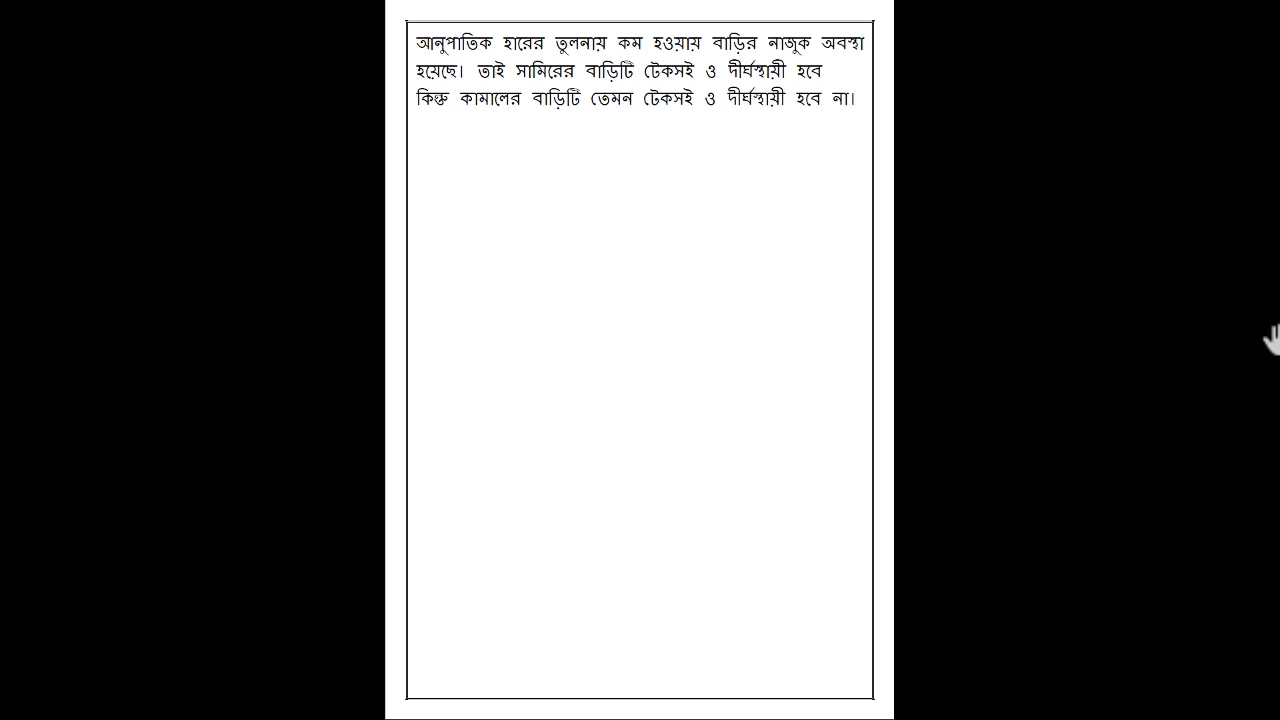 আনুপাতিক হারের তুলনায় কম হওয়ায় বাড়ির নাজুক অবস্থা
হয়েছে। তাই সামিরের বাড়িটি টেকসই ও দীর্ঘস্থায়ী হবে
কিন্তু কামালের বাড়িটি তেমন টেকসই ও দীর্ঘস্থায়ী হবে না।